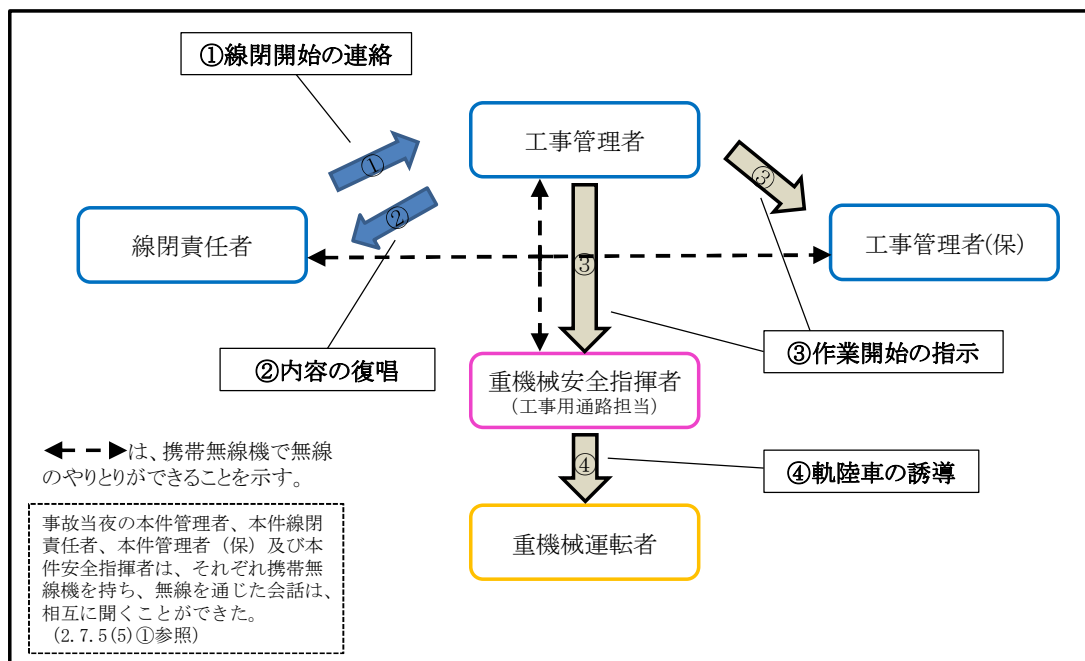 ①線閉開始の連絡
工事管理者
①
②
③
線閉責任者
工事管理者(保)
③
②内容の復唱
③作業開始の指示
重機械安全指揮者
(工事用通路担当)
④
④軌陸車の誘導
は、携帯無線機で無線
のやりとりができることを示す。
重機械運転者
事故当夜の本件管理者、本件線閉
責任者、本件管理者（保）及び本
件安全指揮者は、それぞれ携帯無
線機を持ち、無線を通じた会話は、
相互に聞くことができた。
（2.7.5(5)①参照）